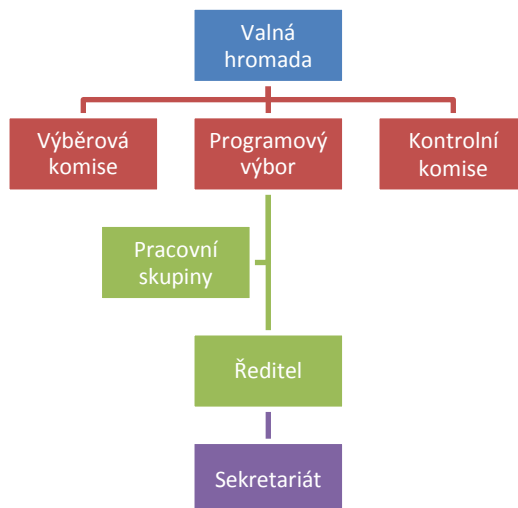 Valná
hromada
Výběrová
komise
Programový
výbor
Kontrolní
komise
Pracovní
skupiny
Ředitel
Sekretariát